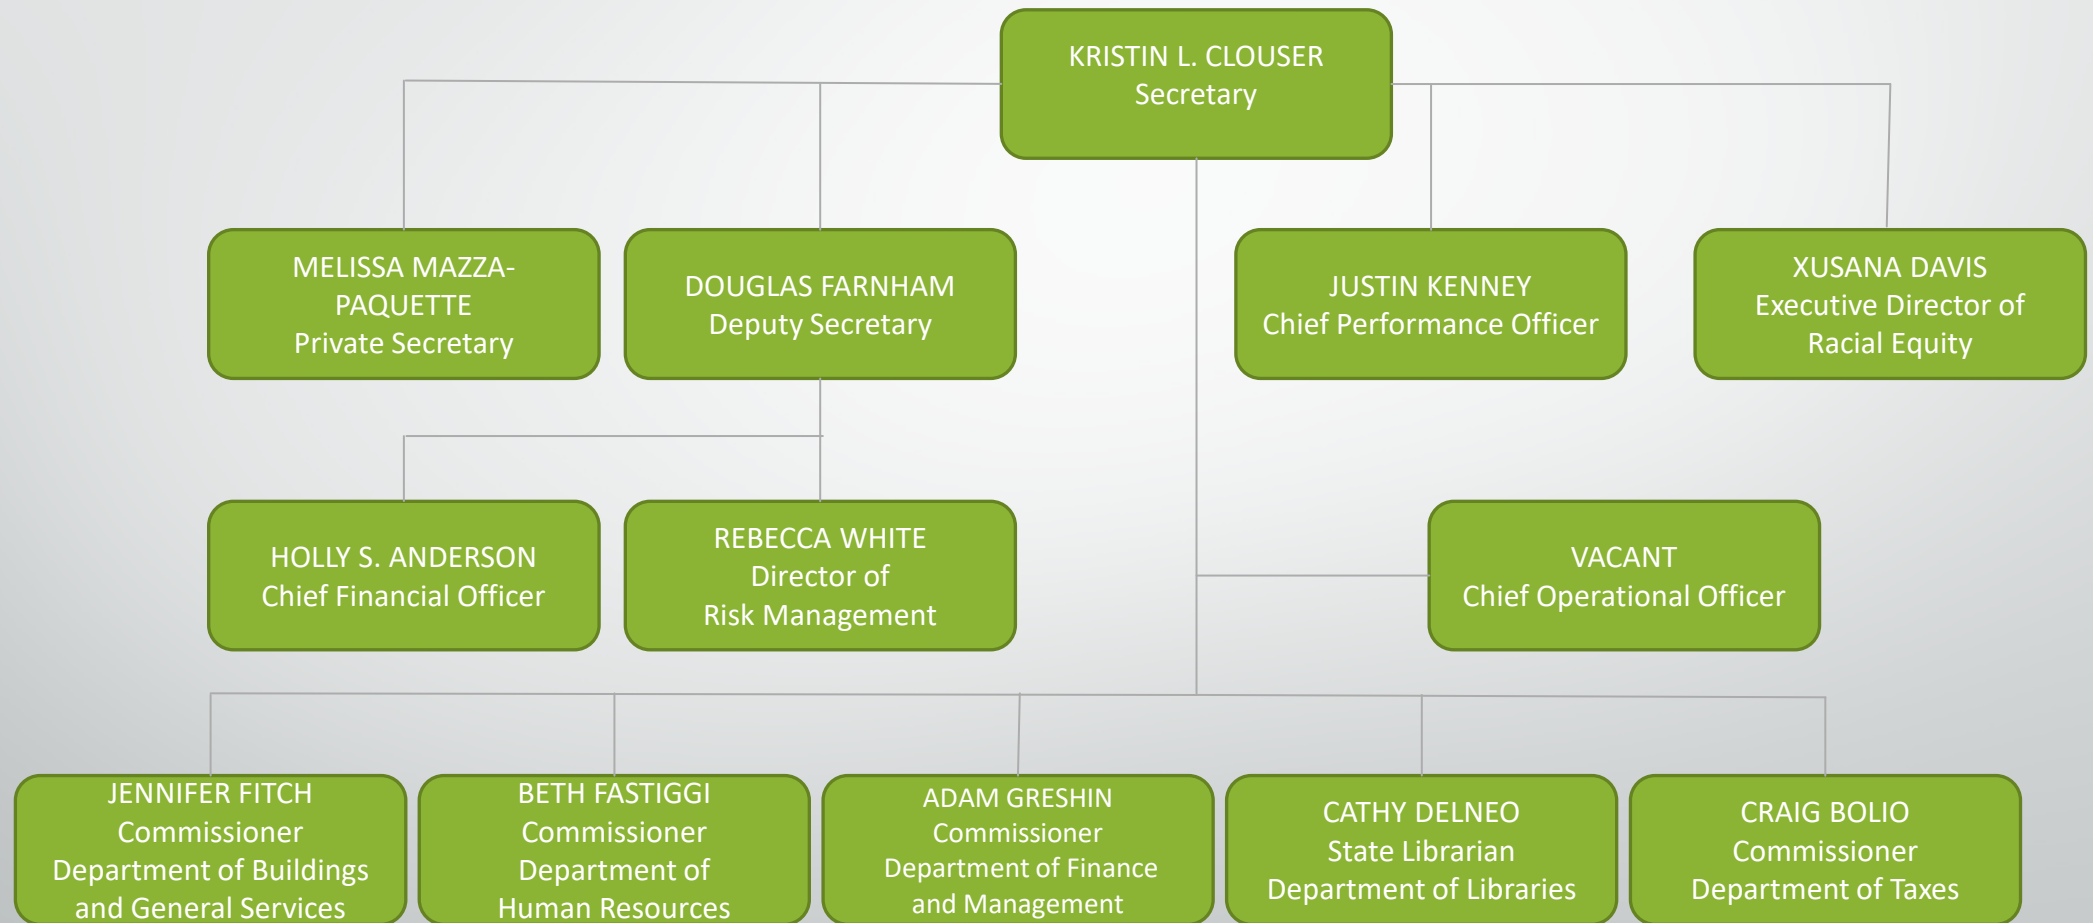 KRISTIN L. CLOUSER
Secretary
MELISSA MAZZA-
PAQUETTE
Private Secretary
DOUGLAS FARNHAM
Deputy Secretary
JUSTIN KENNEY
Chief Performance Officer
XUSANA DAVIS
Executive Director of
Racial Equity
HOLLY S. ANDERSON
Chief Financial Officer
REBECCA WHITE
Director of
Risk Management
VACANT
Chief Operational Officer
JENNIFER FITCH
Commissioner
Department of Buildings
and General Services
BETH FASTIGGI
Commissioner
Department of
Human Resources
ADAM GRESHIN
Commissioner
Department of Finance
and Management
CATHY DELNEO
State Librarian
Department of Libraries
CRAIG BOLIO
Commissioner
Department of Taxes